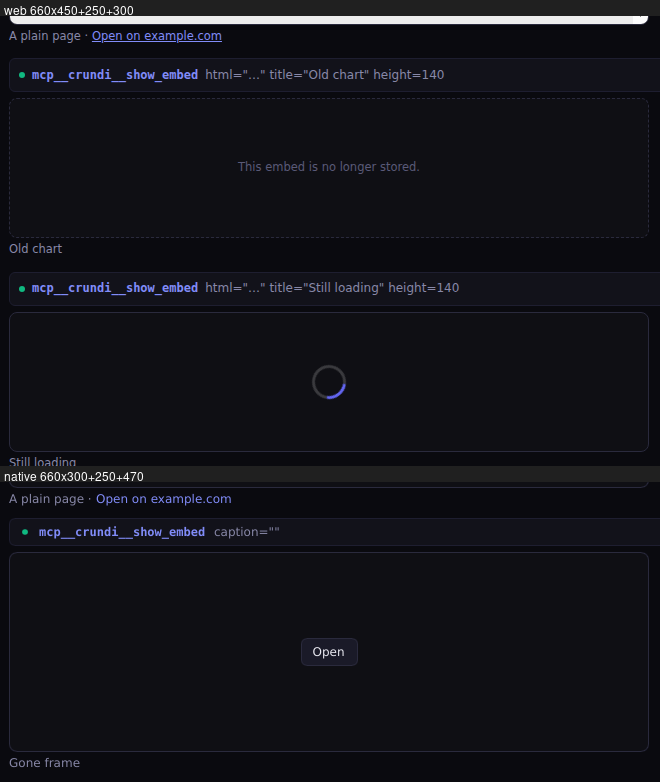 web 660x450+250+300
A plain page · Open on example.com
mcp__crundi__show_embed html="..." title="Old chart" height=140
This embed is no longer stored.
Old chart
mcp__crundi__show_embed html="..." title="Still loading" height=140
Still loading
native 660x300+250+470
A plain page · Open on example.com
mcp__crundi__show_embed caption=""
Open
Gone frame